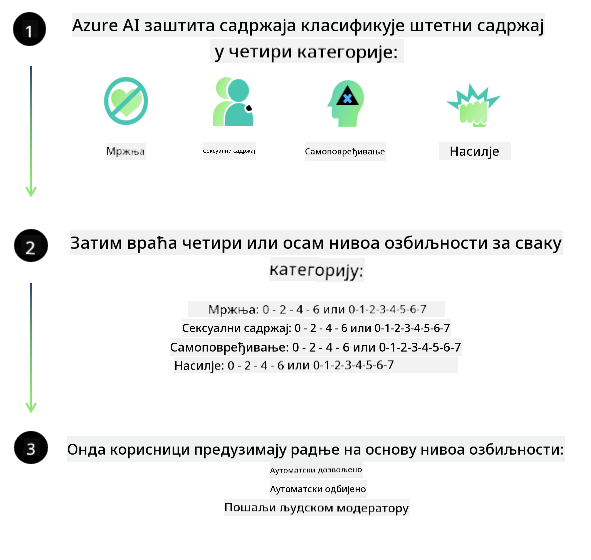 1
Azure AI заштита садржаја класификује штетни садржај
у четири категорије:
Мржња
Сексуални садржај
Самоповређивање
Насилје
2
Затим враћа четири или осам нивоа озбиљности за сваку
категорију:
Мржња: 0 - 2 - 4 - 6 или 0-1-2-3-4-5-6-7
Сексуални садржај: 0 - 2 - 4 - 6 или 0-1-2-3-4-5-6-7
Самоповређивање: 0 - 2 - 4 - 6 или 0-1-2-3-4-5-6-7
Насилје: 0 - 2 - 4 - 6 или 0-1-2-3-4-5-6-7
3
Онда корисници предузимају радње на основу нивоа озбиљности:
Аутоматски дозвољено
Аутоматски одбијено
Пошаљи људском модератору